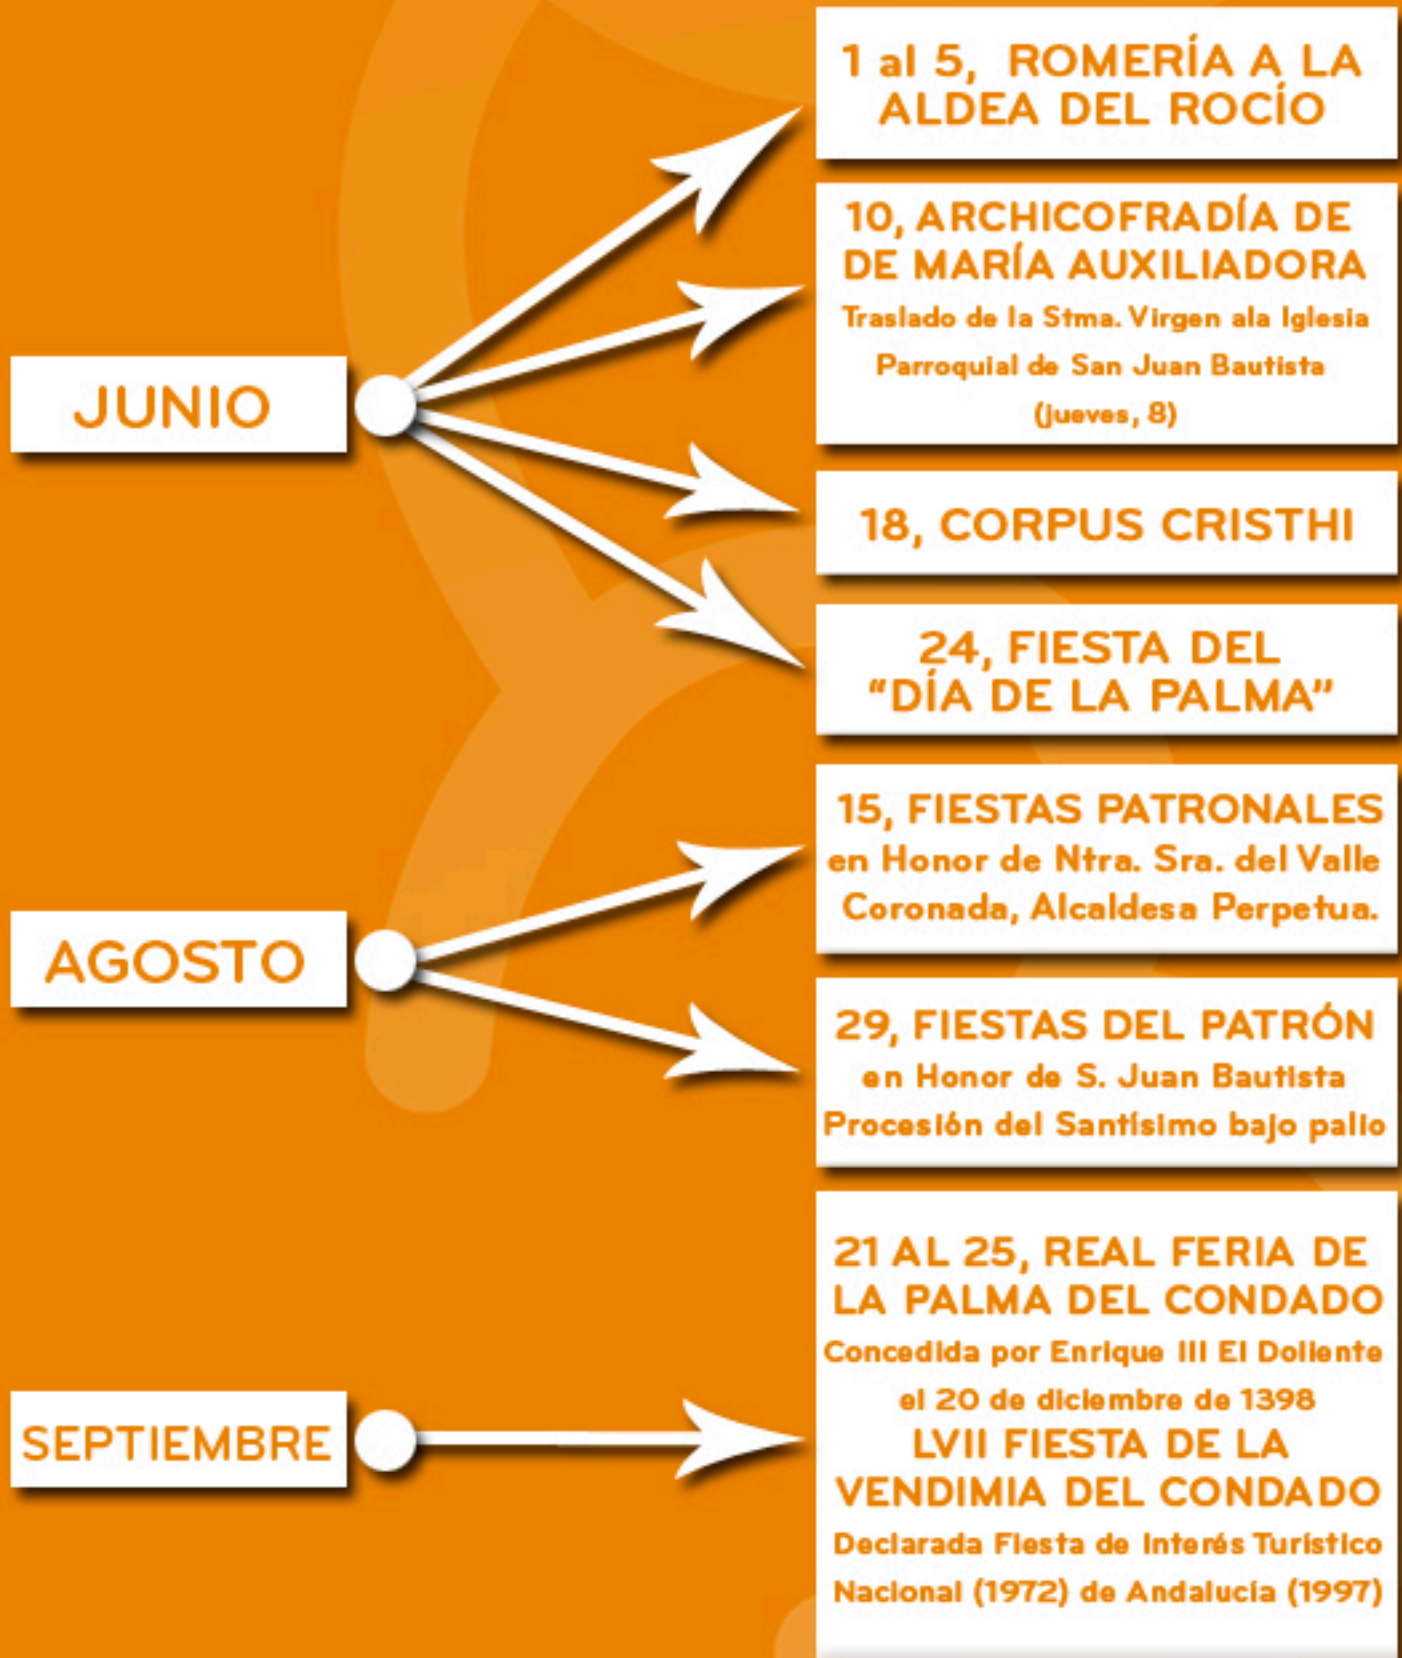 JUNIO
1 al 5, ROMERÍA A LA
ALDEA DEL ROCÍO
10, ARCHICOFRADÍA DE
DE MARÍA AUXILIADORA
Traslado de la Stma. Virgen ala Iglesia
Parroquial de San Juan Bautista
(jueves, 8)
18, CORPUS CRISTHI
24, FIESTA DEL
“DÍA DE LA PALMA”
AGOSTO
15, FIESTAS PATRONALES
en Honor de Ntra. Sra. del Valle
Coronada, Alcaldesa Perpetua.
29, FIESTAS DEL PATRÓN
en Honor de S. Juan Bautista
Procesión del Santísimo bajo palio
SEPTIEMBRE
21 AL 25, REAL FERIA DE
LA PALMA DEL CONDADO
Concedida por Enrique III El Doliente
el 20 de diciembre de 1398
LVII FIESTA DE LA
VENDIMIA DEL CONDADO
Declarada Fiesta de Interés Turístico
Nacional (1972) de Andalucía (1997)